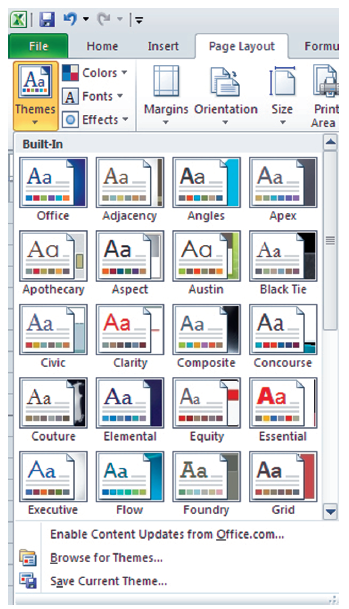 File Home Insert Page Layout Formu
Colors
Aa Fonts
Themes Effects Margins Orientation Size Print
Area
Built-In
Aa Aa Aa Aa
Office Adjacency Angles Apex
Aa Aa Aa Aa
Apothecary Aspect Austin Black Tie
Aa Aa Aa Aa
Civic Clarity Composite Concourse
Aa Aa Aa Aa
Couture Elemental Equity Essential
Aa Aa Aa Aa
Executive Flow Foundry Grid
Enable Content Updates from Office.com...
Browse for Themes...
Save Current Theme...